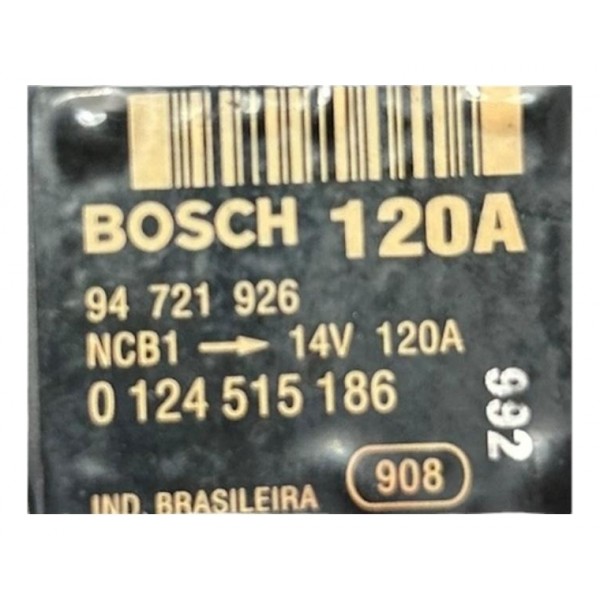 BOSCH 120A
94 721 926
NCB1 → 14V 120A
0 124 515 186
992
908
IND. BRASILEIRA